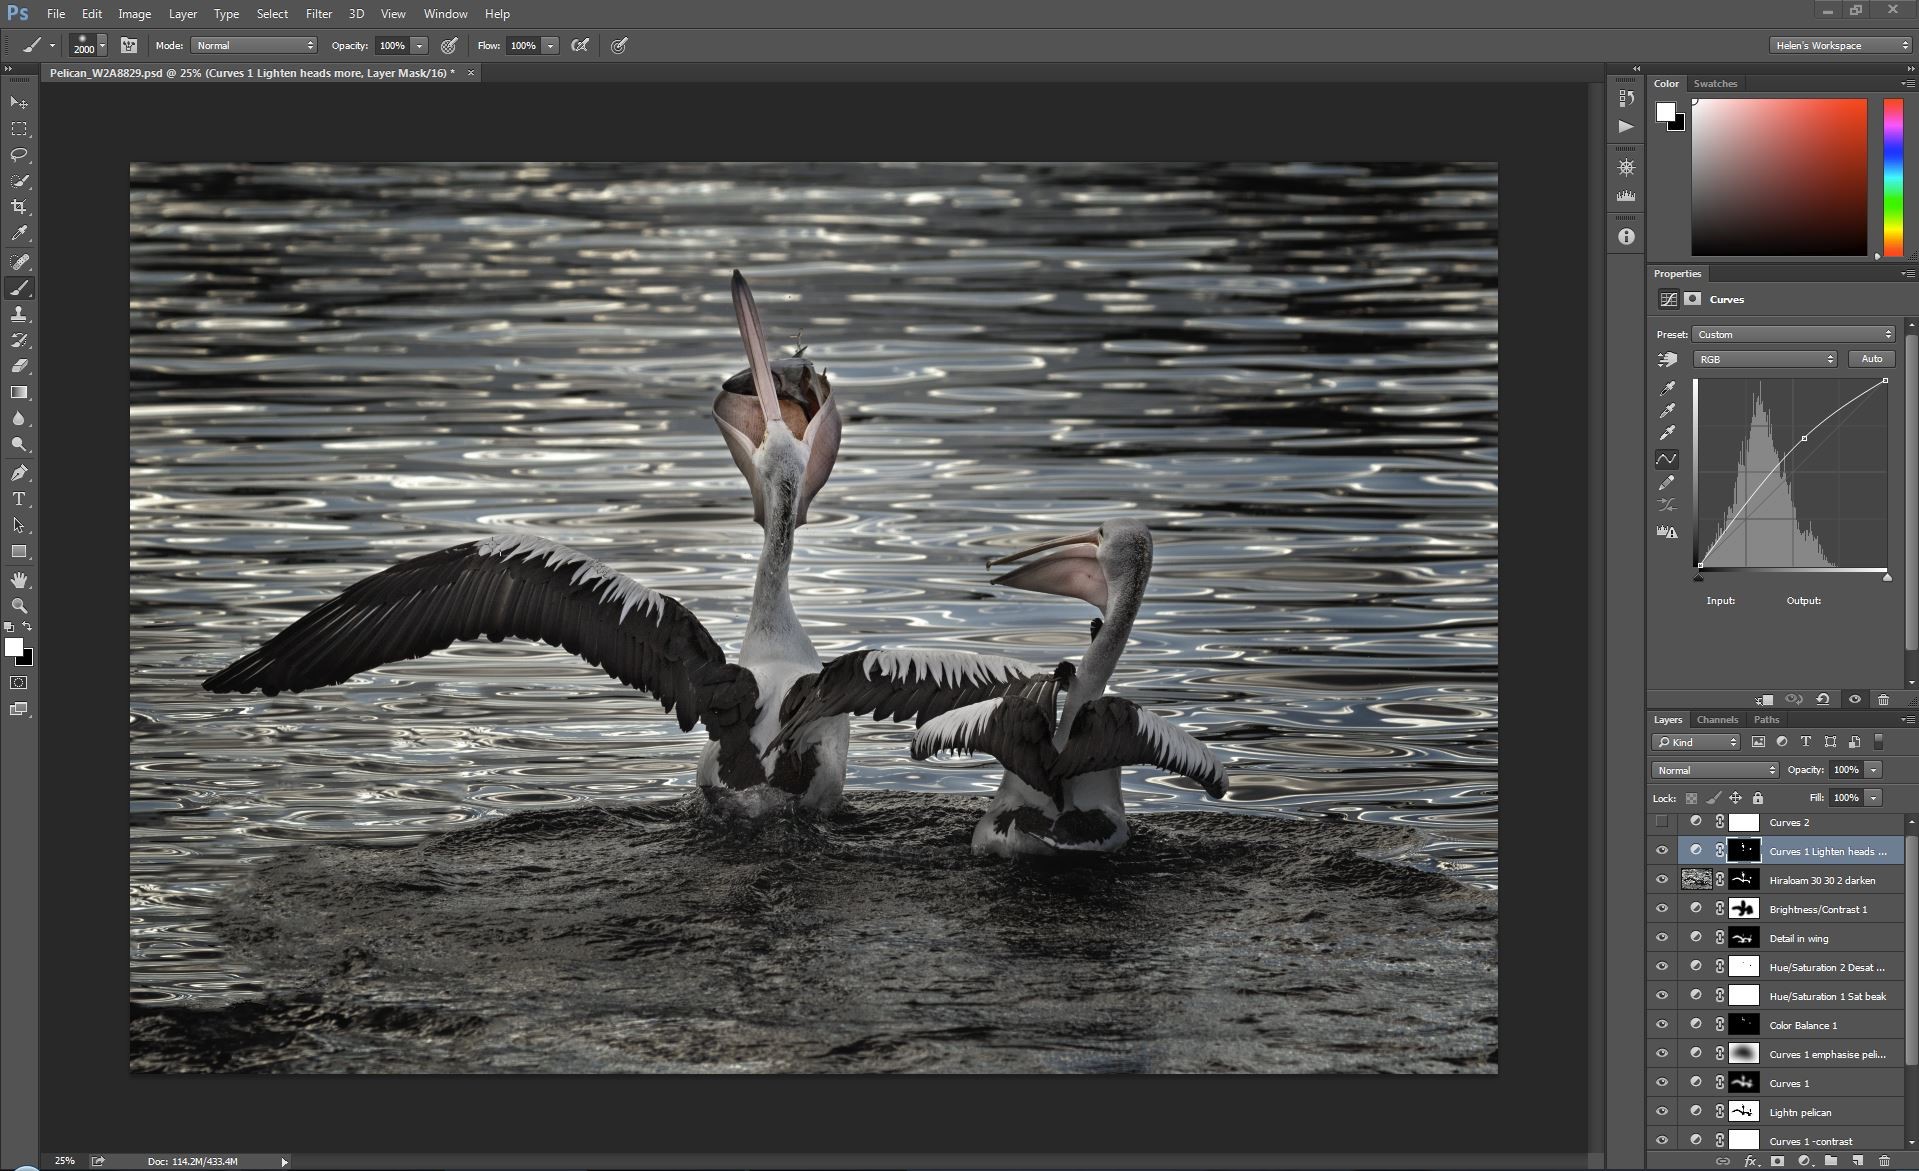 Ps File Edit Image Layer Type Select Filter 3D View Window Help
2000 Mode: Normal Opacity: 100% Flow: 100% Helen's Workspace
Pelican_W2A8829.psd @ 25% (Curves 1 Lighten heads more, Layer Mask/16) *
Color Swatches
Properties
Curves
Preset: Custom
RGB Auto
Input: Output:
Layers Channels Paths
Kind
Normal Opacity: 100%
Lock: Fill: 100%
Curves 2
Curves 1 Lighten heads ...
Hiraloam 30 30 2 darken
Brightness/Contrast 1
Detail in wing
Hue/Saturation 2 Desat ...
Hue/Saturation 1 Sat beak
Color Balance 1
Curves 1 emphasise peli...
Curves 1
Lightn pelican
Curves 1 -contrast
25% Doc: 114.2M/433.4M
fx